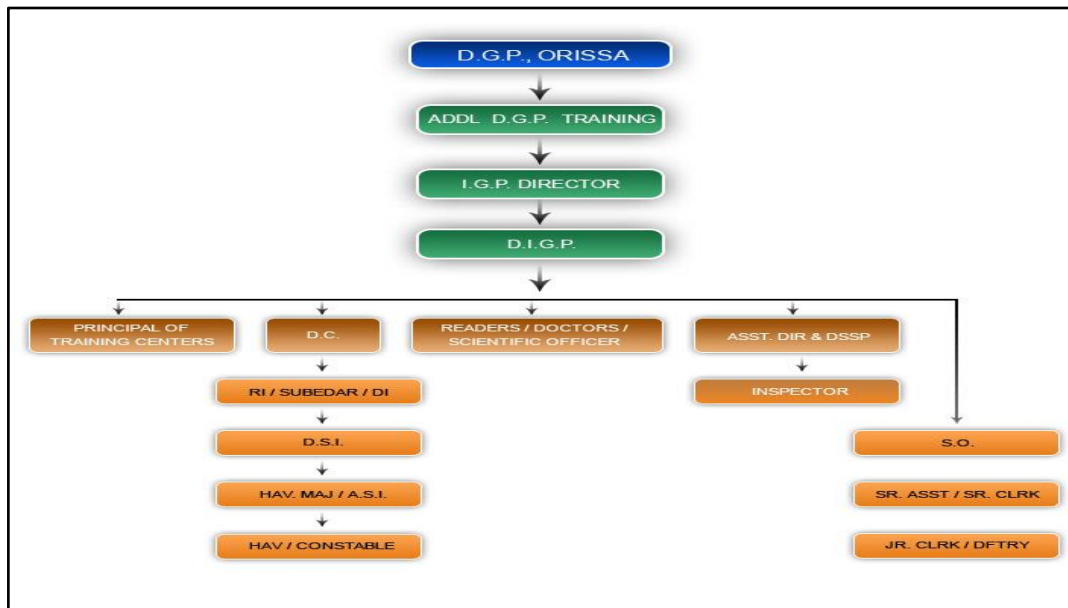 D.G.P., ORISSA
ADDL D.G.P. TRAINING
I.G.P. DIRECTOR
D.I.G.P.
PRINCIPAL OF
TRAINING CENTERS
D.C.
READERS / DOCTORS /
SCIENTIFIC OFFICER
ASST. DIR & DSSP
RI / SUBEDAR / DI
INSPECTOR
D.S.I.
S.O.
HAV. MAJ / A.S.I.
SR. ASST / SR. CLRK
HAV / CONSTABLE
JR. CLRK / DFTRY